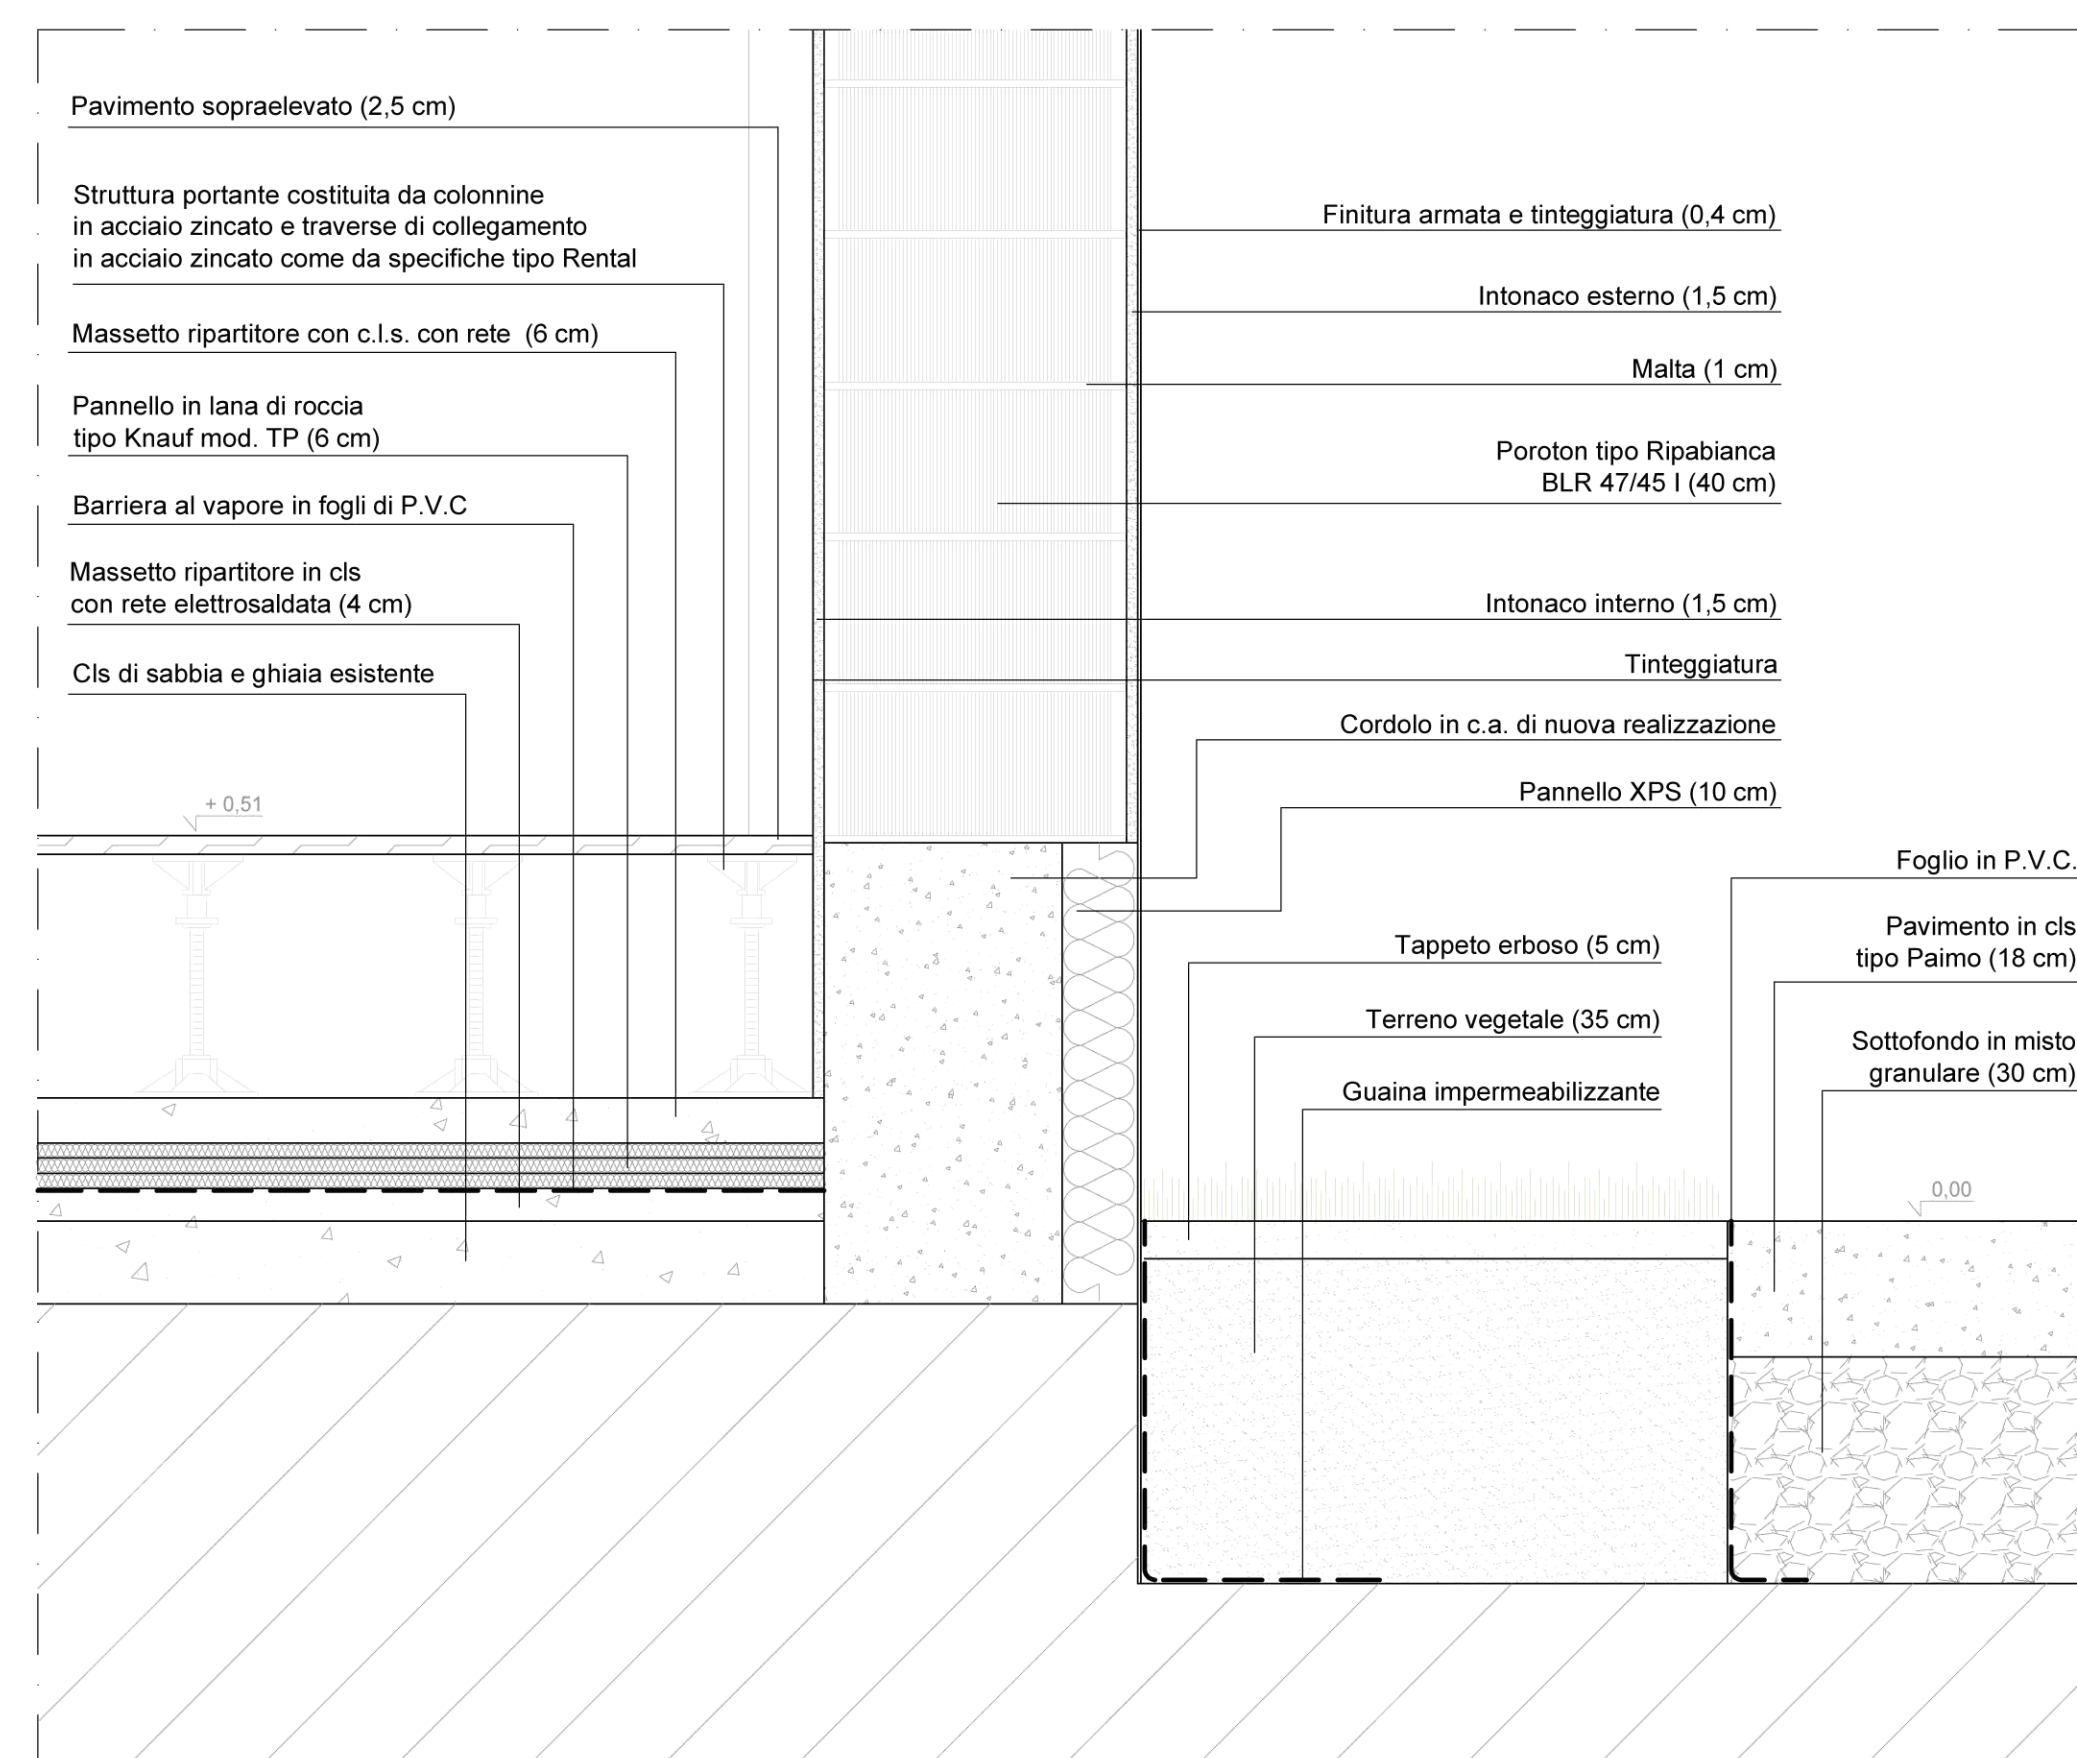 Pavimento sopraelevato (2,5 cm)
Struttura portante costituita da colonnine
in acciaio zincato e traverse di collegamento
in acciaio zincato come da specifiche tipo Rental
Massetto ripartitore con c.l.s. con rete (6 cm)
Pannello in lana di roccia
tipo Knauf mod. TP (6 cm)
Barriera al vapore in fogli di P.V.C
Massetto ripartitore in cls
con rete elettrosaldata (4 cm)
Cls di sabbia e ghiaia esistente
+ 0,51
Finitura armata e tinteggiatura (0,4 cm)
Intonaco esterno (1,5 cm)
Malta (1 cm)
Poroton tipo Ripabianca
BLR 47/45 I (40 cm)
Intonaco interno (1,5 cm)
Tinteggiatura
Cordolo in c.a. di nuova realizzazione
Pannello XPS (10 cm)
Tappeto erboso (5 cm)
Terreno vegetale (35 cm)
Guaina impermeabilizzante
Foglio in P.V.C.
Pavimento in cls
tipo Paimo (18 cm)
Sottofondo in misto
granulare (30 cm)
0,00